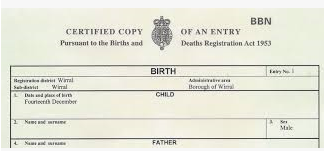 BBN
CERTIFIED COPY OF AN ENTRY
Pursuant to the Births and Deaths Registration Act 1953
BIRTH
Entry No.
Registration district Wirral
Administrative area
Sub-district Wirral
Borough of Wirral
1. Date and place of birth
CHILD
Fourteenth December
2. Name and surname
3. Sex
Male
4. Name and surname
FATHER